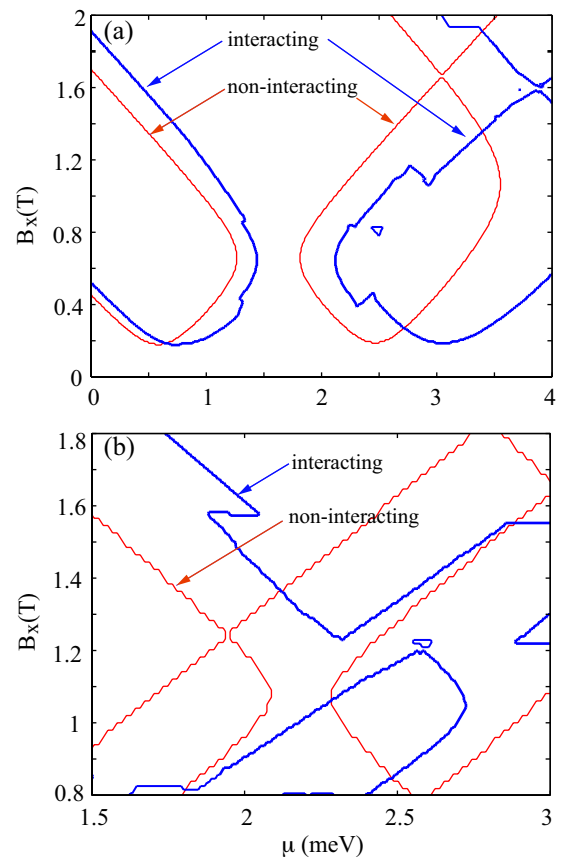 (a)
interacting
non-interacting
Bx(T)
2
1.6
1.2
0.8
0.4
0
0 1 2 3 4
(b)
interacting
non-interacting
Bx(T)
1.8
1.6
1.4
1.2
1
0.8
1.5 2 2.5 3
μ (meV)